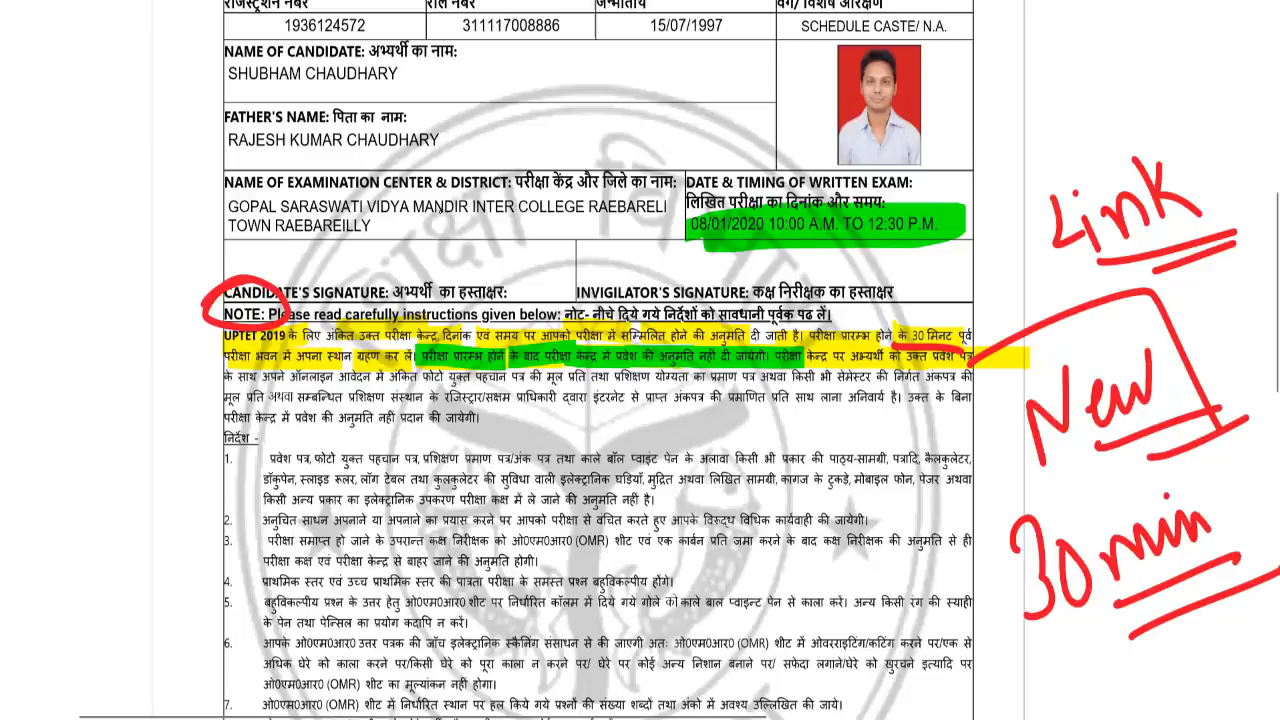 रजिस्ट्रेशन नंबर रोल नंबर जन्मतिथि वर्ग/ विशेष आरक्षण
1936124572 311117008886 15/07/1997 SCHEDULE CASTE/ N.A.
NAME OF CANDIDATE: अभ्यर्थी का नाम:
SHUBHAM CHAUDHARY
FATHER'S NAME: पिता का नाम:
RAJESH KUMAR CHAUDHARY
NAME OF EXAMINATION CENTER & DISTRICT: परीक्षा केंद्र और जिले का नाम:
GOPAL SARASWATI VIDYA MANDIR INTER COLLEGE RAEBARELI
TOWN RAEBAREILLY
DATE & TIMING OF WRITTEN EXAM:
लिखित परीक्षा का दिनांक और समय:
08/01/2020 10:00 A.M. TO 12:30 P.M.
Link
CANDIDATE'S SIGNATURE: अभ्यर्थी का हस्ताक्षर: INVIGILATOR'S SIGNATURE: कक्ष निरीक्षक का हस्ताक्षर
NOTE: Please read carefully instructions given below: नोट- नीचे दिये गये निर्देशों को सावधानी पूर्वक पढ लें।
UPTET 2019 के लिए अंकित उक्त परीक्षा केन्द्र दिनांक एवं समय पर आपको परीक्षा में सम्मिलित होने की अनुमति दी जाती है। परीक्षा प्रारम्भ होने के 30 मिनट पूर्व
परीक्षा भवन में अपना स्थान ग्रहण कर लें। परीक्षा प्रारम्भ होने के बाद परीक्षा केन्द्र में प्रवेश की अनुमति नही दी जायेगी। परीक्षा केन्द्र पर अभ्यर्थी को उक्त प्रवेश पत्र
के साथ अपने ऑनलाइन आवेदन में अंकित फोटो युक्त पहचान पत्र की मूल प्रति तथा प्रशिक्षण योग्यता का प्रमाण पत्र अथवा किसी भी सेमेस्टर की निर्गत अंकपत्र की
मूल प्रति अथवा सम्बन्धित प्रशिक्षण संस्थान के रजिस्ट्रार/सक्षम प्राधिकारी द्वारा इंटरनेट से प्राप्त अंकपत्र की प्रमाणित प्रति साथ लाना अनिवार्य है। उक्त के बिना
परीक्षा केन्द्र में प्रवेश की अनुमति नहीं प्रदान की जायेगी।
New
निर्देश -
1. प्रवेश पत्र, फोटो युक्त पहचान पत्र, प्रशिक्षण प्रमाण पत्र/अंक पत्र तथा काले बॉल प्वाइंट पेन के अलावा किसी भी प्रकार की पाठ्य-सामग्री, पत्रादि, कैलकुलेटर,
डॉकुपेन, स्लाइड रूलर, लॉग टेबल तथा कुलकुलेटर की सुविधा वाली इलेक्ट्रानिक घडियाँ, मुद्रित अथवा लिखित सामग्री, कागज के टुकड़े, मोबाइल फोन, पेजर अथवा
किसी अन्य प्रकार का इलेक्ट्रानिक उपकरण परीक्षा कक्ष में ले जाने की अनुमति नहीं है।
2. अनुचित साधन अपनाने या अपनाने का प्रयास करने पर आपको परीक्षा से वंचित करते हुए आपके विरुद्ध विधिक कार्यवाही की जायेगी।
3. परीक्षा समाप्त हो जाने के उपरान्त कक्ष निरीक्षक को ओ0एम0आर0 (OMR) शीट एवं एक कार्बन प्रति जमा करने के बाद कक्ष निरीक्षक की अनुमति से ही
परीक्षा कक्ष एवं परीक्षा केन्द्र से बाहर जाने की अनुमति होगी।
30 min
4. प्राथमिक स्तर एवं उच्च प्राथमिक स्तर की पात्रता परीक्षा के समस्त प्रश्न बहुविकल्पीय होंगे।
5. बहुविकल्पीय प्रश्न के उत्तर हेतु ओ0एम0आर0 शीट पर निर्धारित कॉलम में दिये गये गोले को काले बाल प्वाइन्ट पेन से काला करें। अन्य किसी रंग की स्याही
के पेन तथा पेन्सिल का प्रयोग कदापि न करें।
6. आपके ओ0एम0आर0 उत्तर पत्रक की जाँच इलेक्ट्रानिक स्कैनिंग संसाधन से की जाएगी अतः ओ0एम0आर0 (OMR) शीट में ओवरराइटिंग/कटिंग करने पर/एक से
अधिक घेरे को काला करने पर/किसी घेरे को पूरा काला न करने पर/ घेरे पर कोई अन्य निशान बनाने पर/ सफेदा लगाने/घेरे को खुरचने इत्यादि पर
ओ0एम0आर0 (OMR) शीट का मूल्यांकन नहीं होगा।
7. ओ0एम0आर0 (OMR) शीट में निर्धारित स्थान पर हल किये गये प्रश्नों की संख्या शब्दों तथा अंको में अवश्य उल्लिखित की जाये।